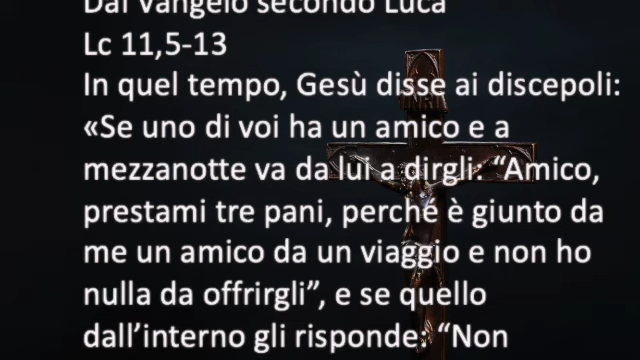 Dal Vangelo secondo Luca
Lc 11,5-13
In quel tempo, Gesù disse ai discepoli:
«Se uno di voi ha un amico e a
mezzanotte va da lui a dirgli: “Amico,
prestami tre pani, perché è giunto da
me un amico da un viaggio e non ho
nulla da offrirgli”, e se quello
dall’interno gli risponde: “Non